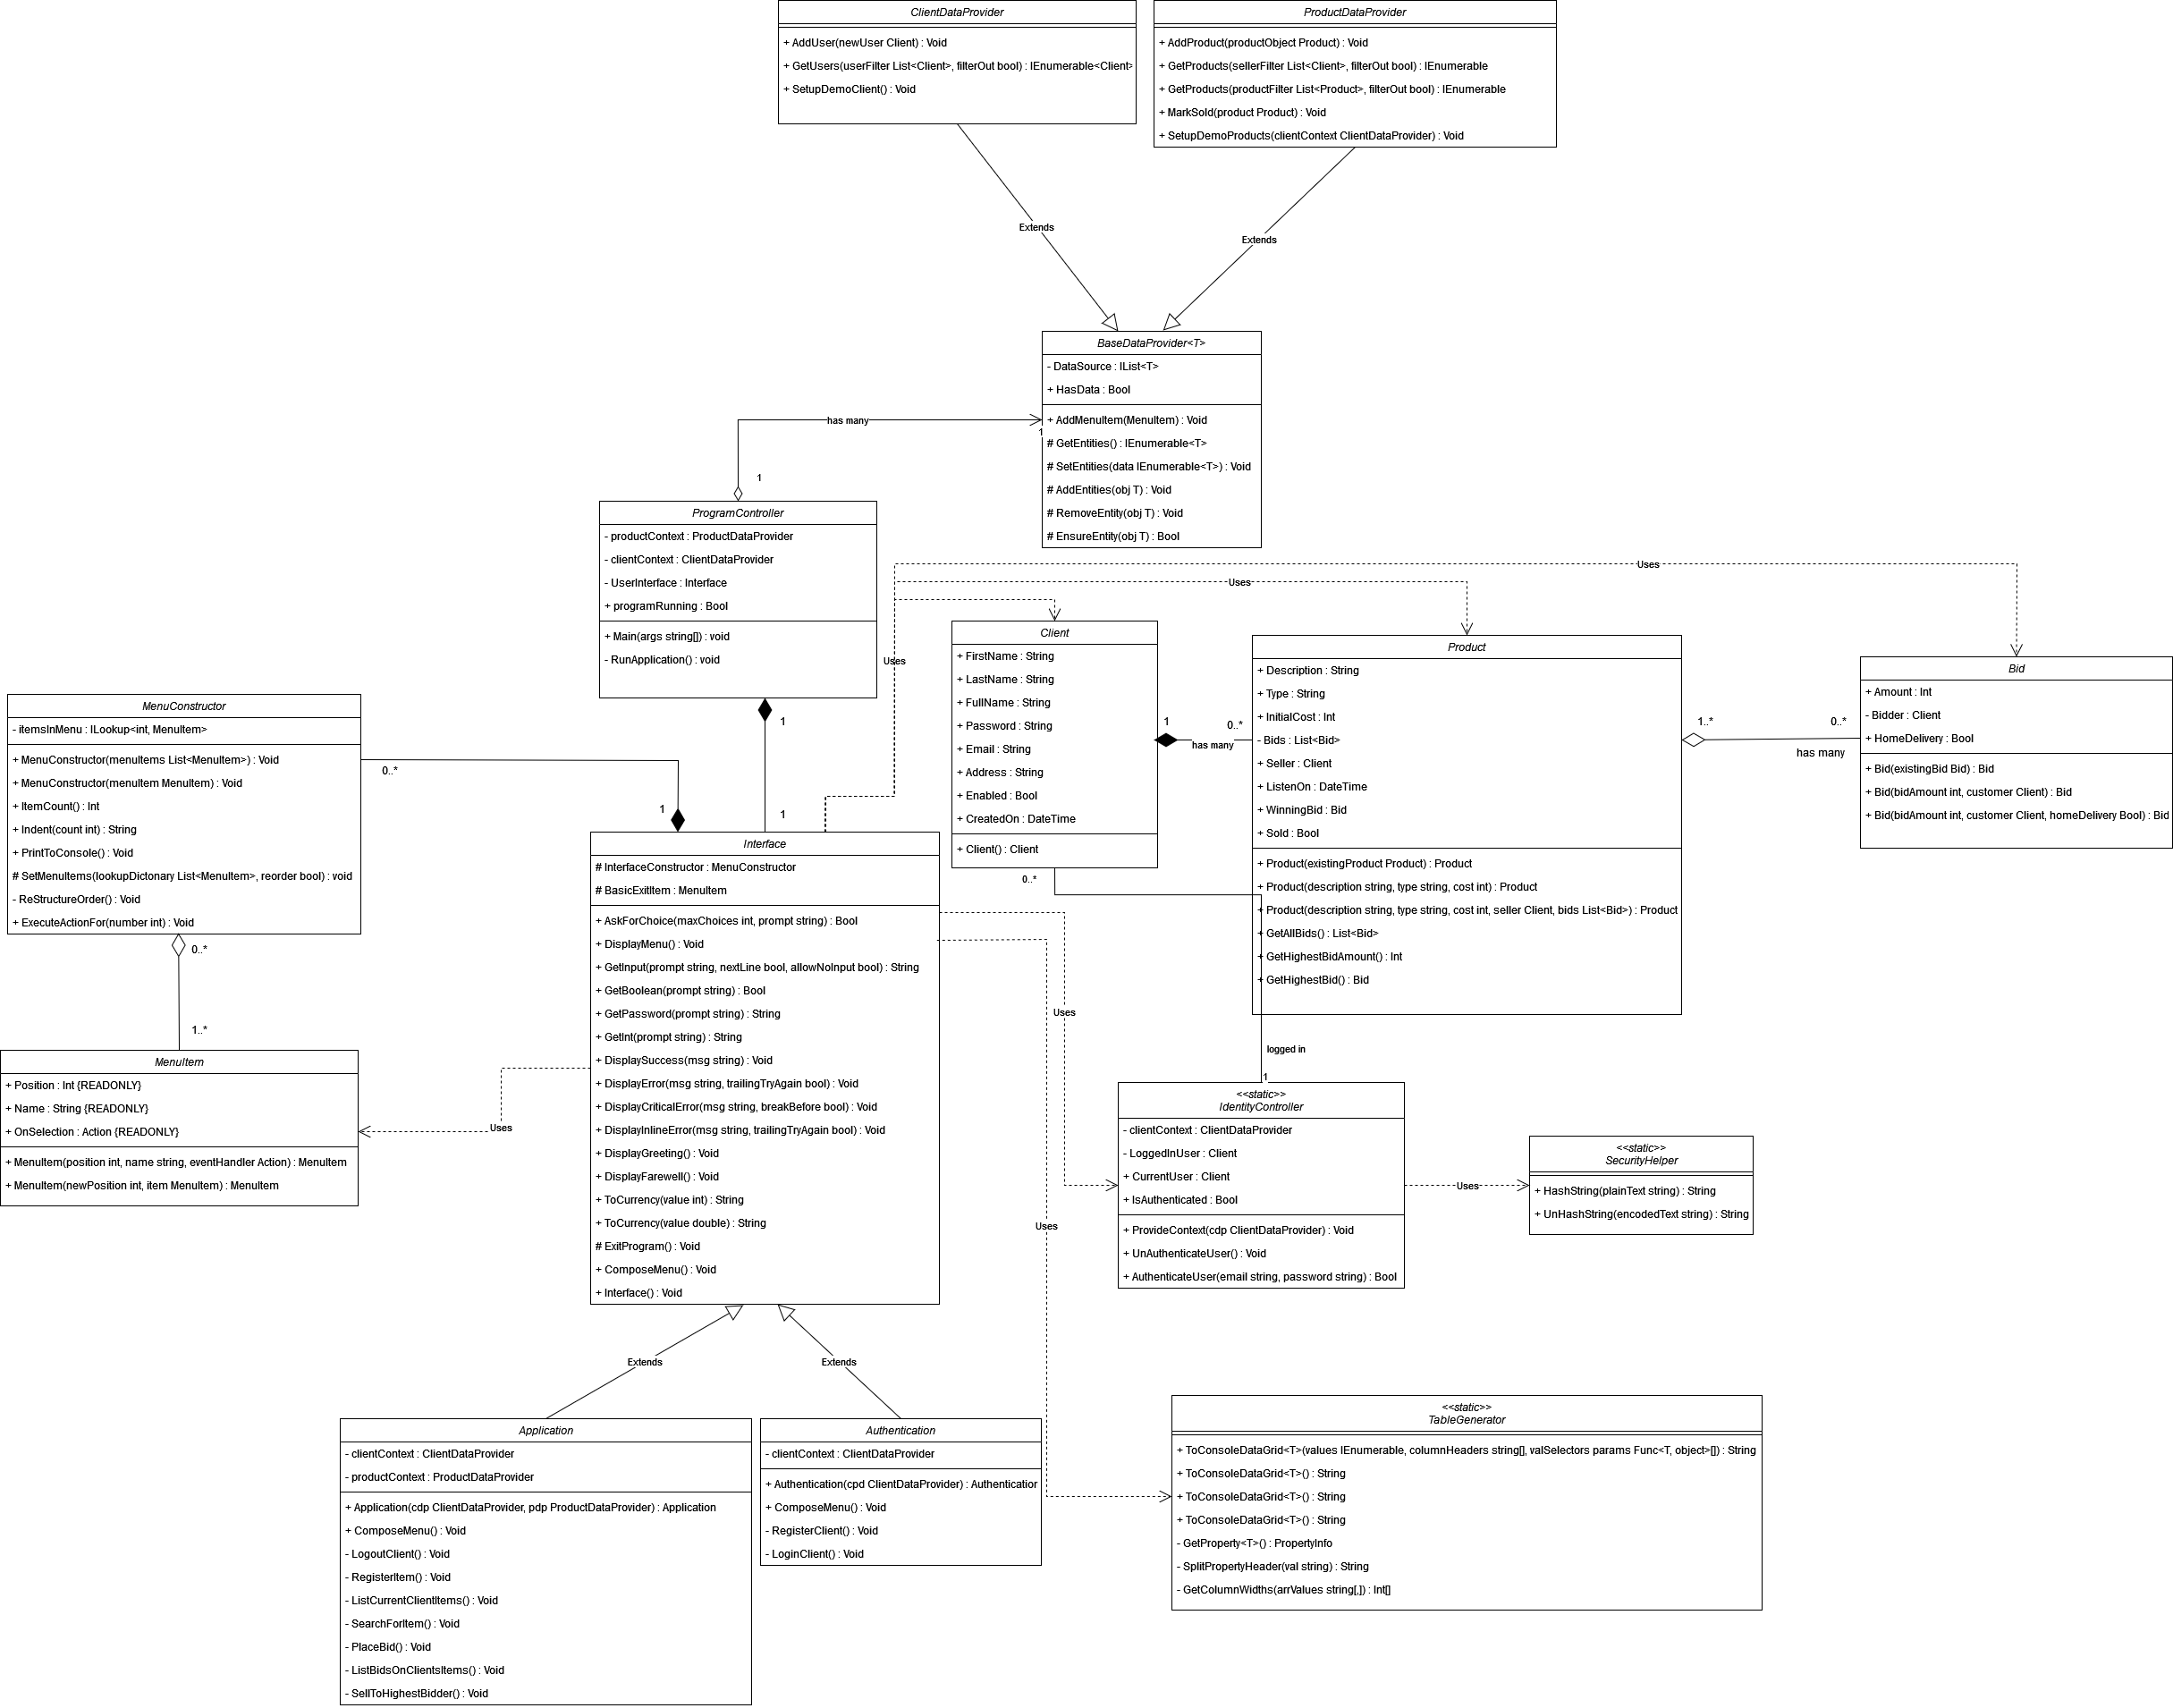 ClientDataProvider
+ AddUser(newUser Client) : Void
+ GetUsers(userFilter List<Client>, filterOut bool) : IEnumerable<Client>
+ SetupDemoClient() : Void
ProductDataProvider
+ AddProduct(productObject Product) : Void
+ GetProducts(sellerFilter List<Client>, filterOut bool) : IEnumerable
+ GetProducts(productFilter List<Product>, filterOut bool) : IEnumerable
+ MarkSold(product Product) : Void
+ SetupDemoProducts(clientContext ClientDataProvider) : Void
Extends
Extends
BaseDataProvider<T>
- DataSource : IList<T>
+ HasData : Bool
+ AddMenuItem(MenuItem) : Void
# GetEntities() : IEnumerable<T>
# SetEntities(data IEnumerable<T>) : Void
# AddEntities(obj T) : Void
# RemoveEntity(obj T) : Void
# EnsureEntity(obj T) : Bool
has many
1
1
ProgramController
- productContext : ProductDataProvider
- clientContext : ClientDataProvider
- UserInterface : Interface
+ programRunning : Bool
+ Main(args string[]) : void
- RunApplication() : void
1
1
Uses
Uses
Uses
Client
+ FirstName : String
+ LastName : String
+ FullName : String
+ Password : String
+ Email : String
+ Address : String
+ Enabled : Bool
+ CreatedOn : DateTime
+ Client() : Client
1
has many
0..*
Product
+ Description : String
+ Type : String
+ InitialCost : Int
- Bids : List<Bid>
+ Seller : Client
+ ListenOn : DateTime
+ WinningBid : Bid
+ Sold : Bool
+ Product(existingProduct Product) : Product
+ Product(description string, type string, cost int) : Product
+ Product(description string, type string, cost int, seller Client, bids List<Bid>) : Product
+ GetAllBids() : List<Bid>
+ GetHighestBidAmount() : Int
+ GetHighestBid() : Bid
1..*
0..*
has many
Bid
+ Amount : Int
- Bidder : Client
+ HomeDelivery : Bool
+ Bid(existingBid Bid) : Bid
+ Bid(bidAmount int, customer Client) : Bid
+ Bid(bidAmount int, customer Client, homeDelivery Bool) : Bid
MenuConstructor
- itemsInMenu : ILookup<int, MenuItem>
+ MenuConstructor(menuItems List<MenuItem>) : Void
+ MenuConstructor(menuItem MenuItem) : Void
+ ItemCount() : Int
+ Indent(count int) : String
+ PrintToConsole() : Void
# SetMenuItems(lookupDictonary List<MenuItem>, reorder bool) : void
- ReStructureOrder() : Void
+ ExecuteActionFor(number int) : Void
0..*
1
0..*
1..*
MenuItem
+ Position : Int {READONLY}
+ Name : String {READONLY}
+ OnSelection : Action {READONLY}
+ MenuItem(position int, name string, eventHandler Action) : MenuItem
+ MenuItem(newPosition int, item MenuItem) : MenuItem
Uses
Interface
# InterfaceConstructor : MenuConstructor
# BasicExitItem : MenuItem
+ AskForChoice(maxChoices int, prompt string) : Bool
+ DisplayMenu() : Void
+ GetInput(prompt string, nextLine bool, allowNoInput bool) : String
+ GetBoolean(prompt string) : Bool
+ GetPassword(prompt string) : String
+ GetInt(prompt string) : String
+ DisplaySuccess(msg string) : Void
+ DisplayError(msg string, trailingTryAgain bool) : Void
+ DisplayCriticalError(msg string, breakBefore bool) : Void
+ DisplayInlineError(msg string, trailingTryAgain bool) : Void
+ DisplayGreeting() : Void
+ DisplayFarewell() : Void
+ ToCurrency(value int) : String
+ ToCurrency(value double) : String
# ExitProgram() : Void
+ ComposeMenu() : Void
+ Interface() : Void
0..*
logged in
1
Uses
Uses
<<static>>
IdentityController
- clientContext : ClientDataProvider
- LoggedInUser : Client
+ CurrentUser : Client
+ IsAuthenticated : Bool
+ ProvideContext(cdp ClientDataProvider) : Void
+ UnAuthenticateUser() : Void
+ AuthenticateUser(email string, password string) : Bool
Uses
<<static>>
SecurityHelper
+ HashString(plainText string) : String
+ UnHashString(encodedText string) : String
Extends
Extends
Application
- clientContext : ClientDataProvider
- productContext : ProductDataProvider
+ Application(cdp ClientDataProvider, pdp ProductDataProvider) : Application
+ ComposeMenu() : Void
- LogoutClient() : Void
- RegisterItem() : Void
- ListCurrentClientItems() : Void
- SearchForItem() : Void
- PlaceBid() : Void
- ListBidsOnClientsItems() : Void
- SellToHighestBidder() : Void
Authentication
- clientContext : ClientDataProvider
+ Authentication(cpd ClientDataProvider) : Authentication
+ ComposeMenu() : Void
- RegisterClient() : Void
- LoginClient() : Void
<<static>>
TableGenerator
+ ToConsoleDataGrid<T>(values IEnumerable, columnHeaders string[], valSelectors params Func<T, object>[]) : String
+ ToConsoleDataGrid<T>() : String
+ ToConsoleDataGrid<T>() : String
+ ToConsoleDataGrid<T>() : String
- GetProperty<T>() : PropertyInfo
- SplitPropertyHeader(val string) : String
- GetColumnWidths(arrValues string[,]) : Int[]